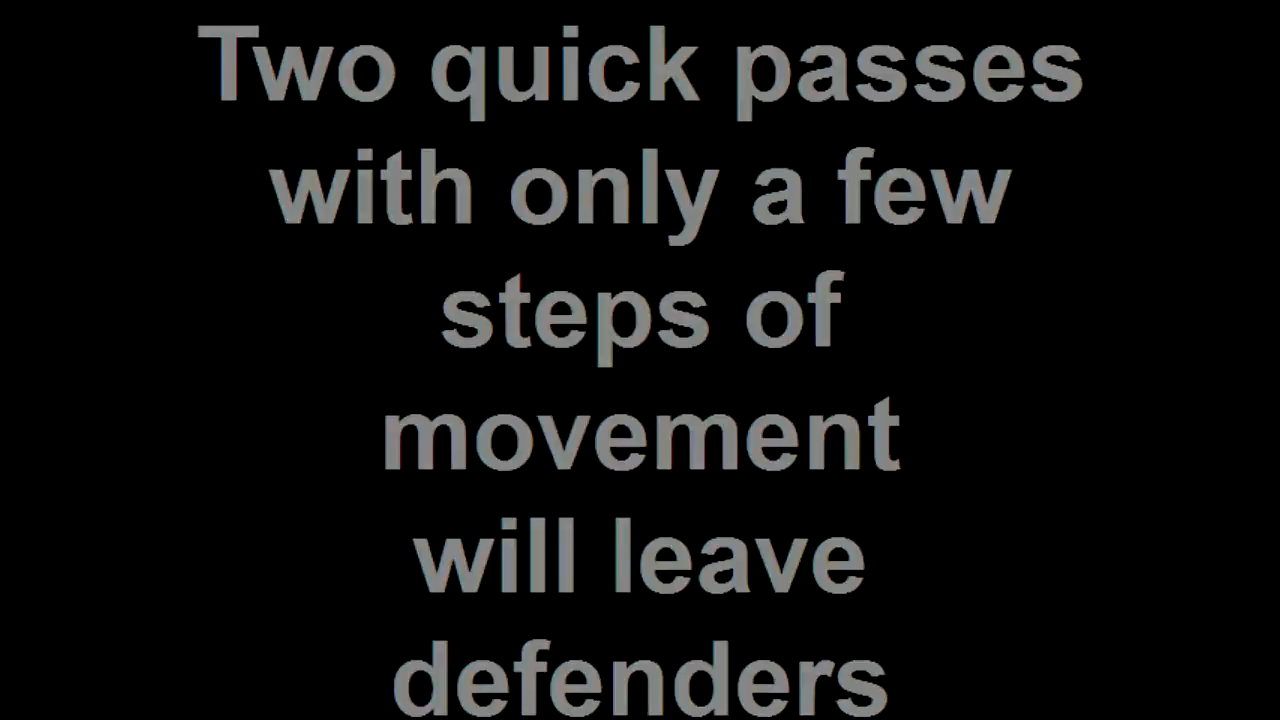 Two quick passes
with only a few
steps of
movement
will leave
defenders